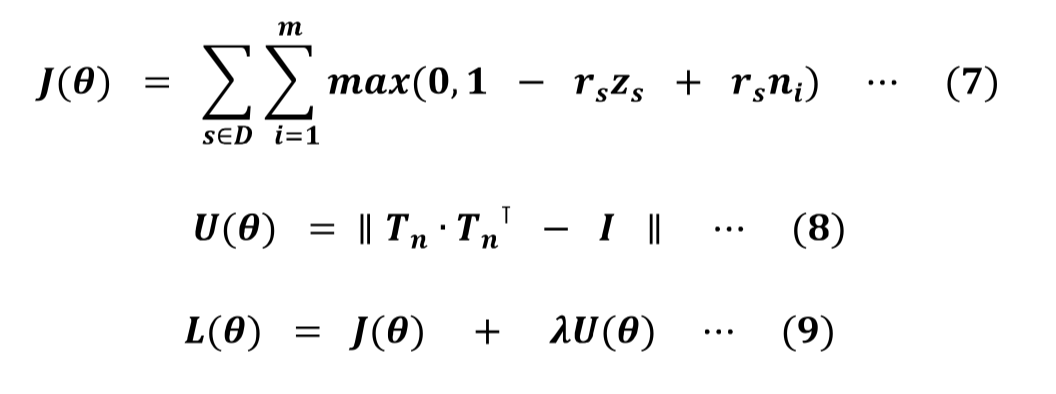 J(θ) = ∑_{s∈D} ∑_{i=1}^{m} max(0, 1 − r_s z_s + r_s n_i) ⋯ (7)
U(θ) = ‖ T_n · T_n^⊤ − I ‖ ⋯ (8)
L(θ) = J(θ) + λU(θ) ⋯ (9)